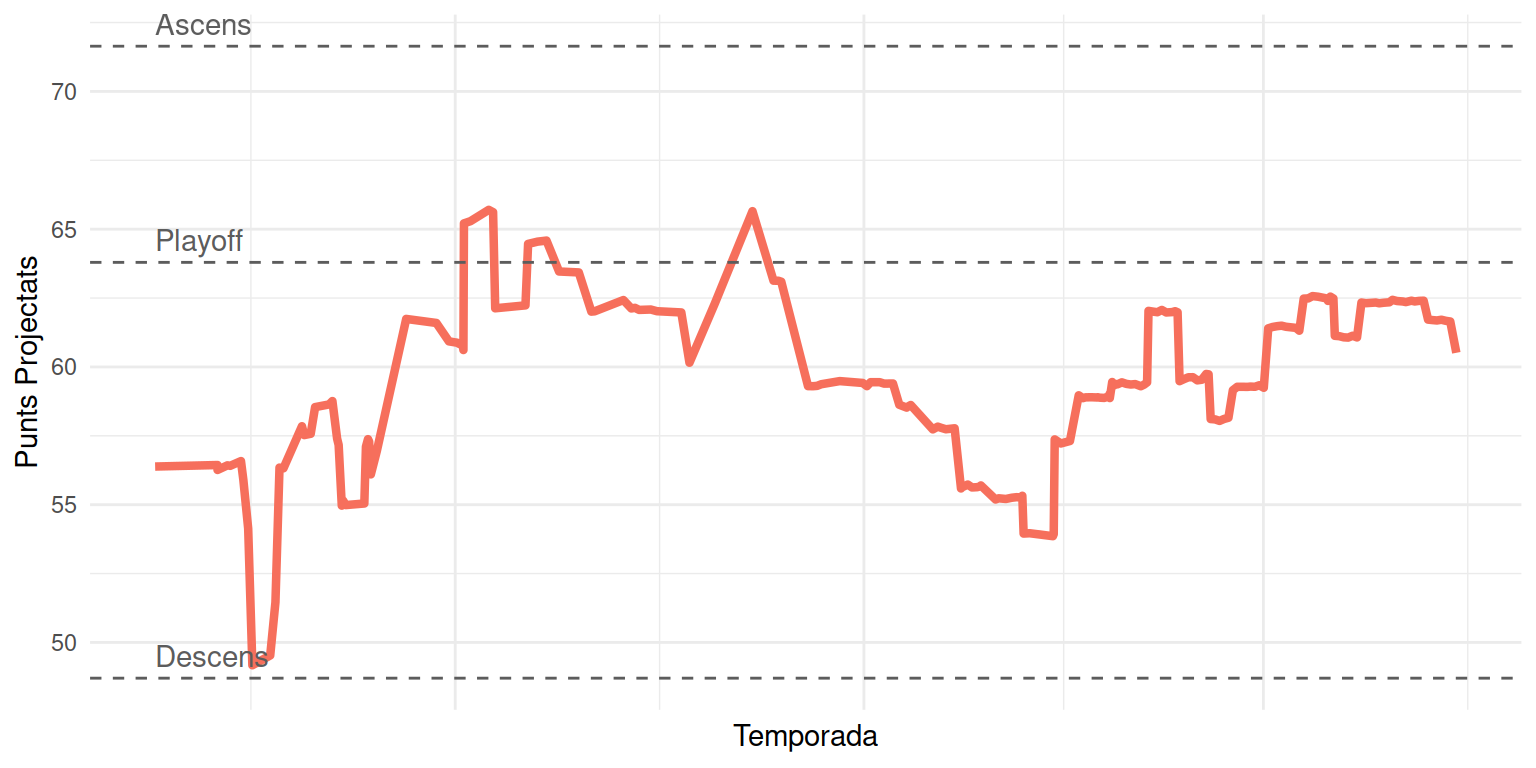 Ascens
70
65
Playoff
60
55
50
Descens
Punts Projectats
Temporada